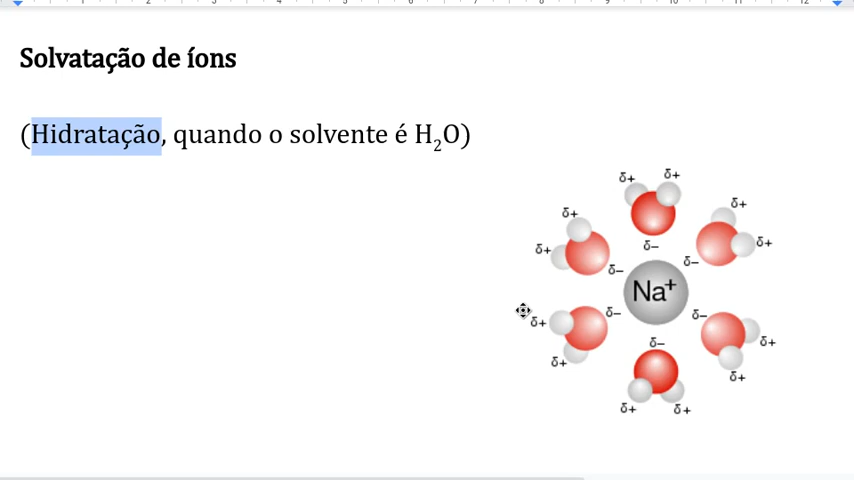 Solvatação de íons
(Hidratação, quando o solvente é H₂O)
δ+ δ+
δ+ δ+
δ+ δ+
δ− δ− δ−
Na⁺
δ+ δ− δ− δ+
δ−
δ+ δ+
δ+ δ+